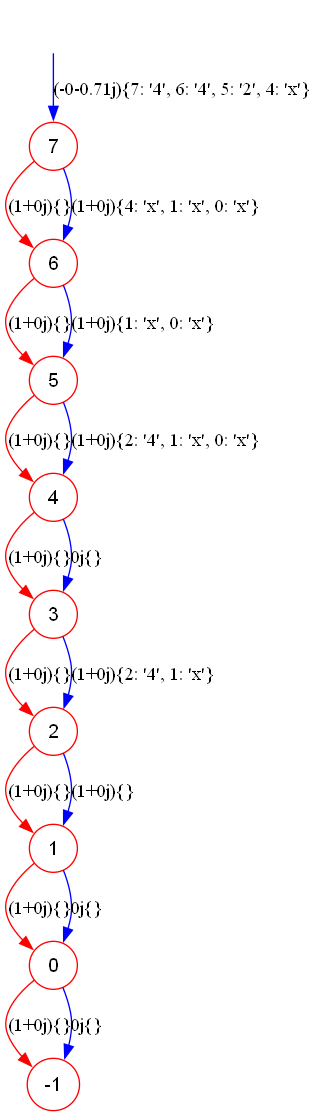 (-0-0.71j){7: '4', 6: '4', 5: '2', 4: 'x'}
7
(1+0j){} (1+0j){4: 'x', 1: 'x', 0: 'x'}
6
(1+0j){} (1+0j){1: 'x', 0: 'x'}
5
(1+0j){} (1+0j){2: '4', 1: 'x', 0: 'x'}
4
(1+0j){} 0j{}
3
(1+0j){} (1+0j){2: '4', 1: 'x'}
2
(1+0j){} (1+0j){}
1
(1+0j){} 0j{}
0
(1+0j){} 0j{}
-1